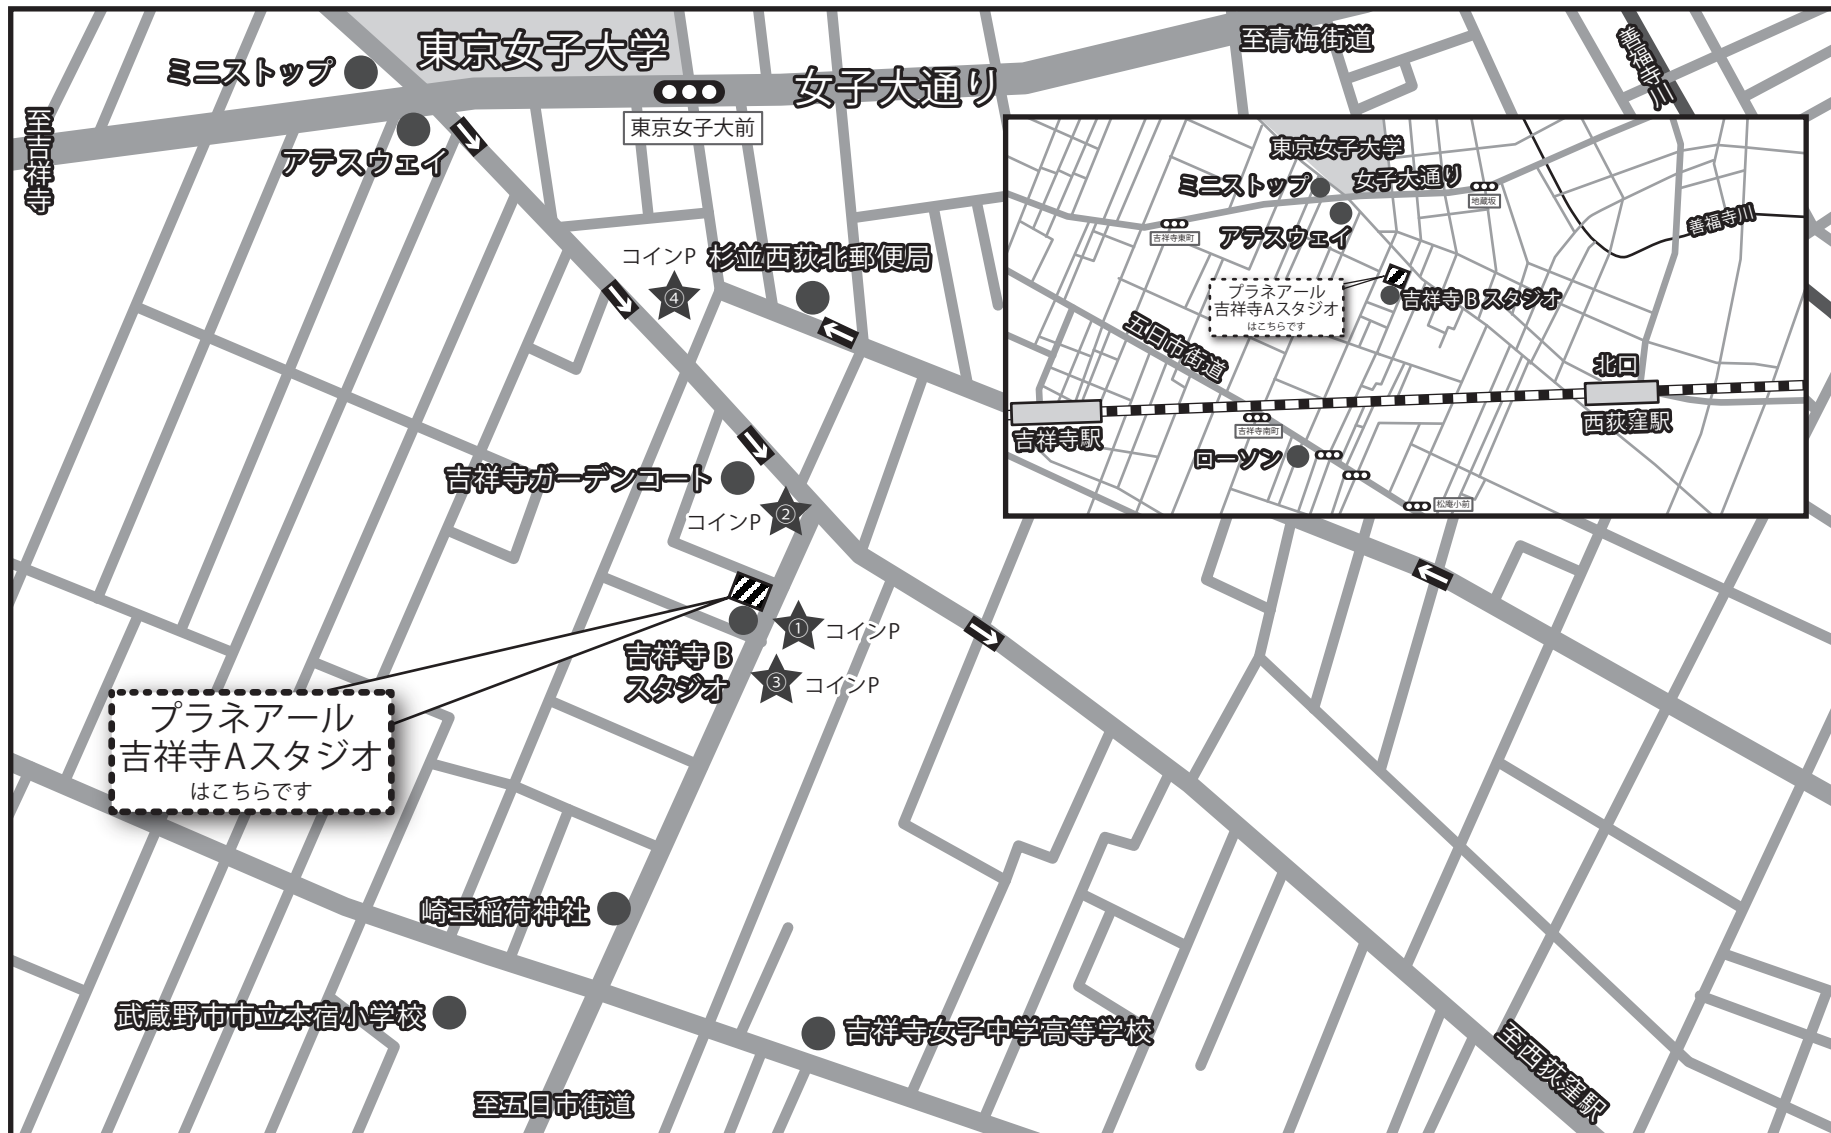 東京女子大学
至青梅街道
善福寺川
ミニストップ
女子大通り
東京女子大前
至吉祥寺
アテスウェイ
コインP
④
杉並西荻北郵便局
吉祥寺ガーデンコート
コインP
②
①
コインP
吉祥寺 B
スタジオ
③
コインP
プラネアール
吉祥寺Aスタジオ
はこちらです
崎玉稲荷神社
武蔵野市市立本宿小学校
吉祥寺女子中学高等学校
至五日市街道
至西荻窪駅
東京女子大学
ミニストップ
女子大通り
地蔵坂
善福寺川
吉祥寺東町
アテスウェイ
プラネアール
吉祥寺Aスタジオ
はこちらです
吉祥寺 B スタジオ
五日市街道
北口
吉祥寺駅
吉祥寺南町
西荻窪駅
ローソン
松庵小前